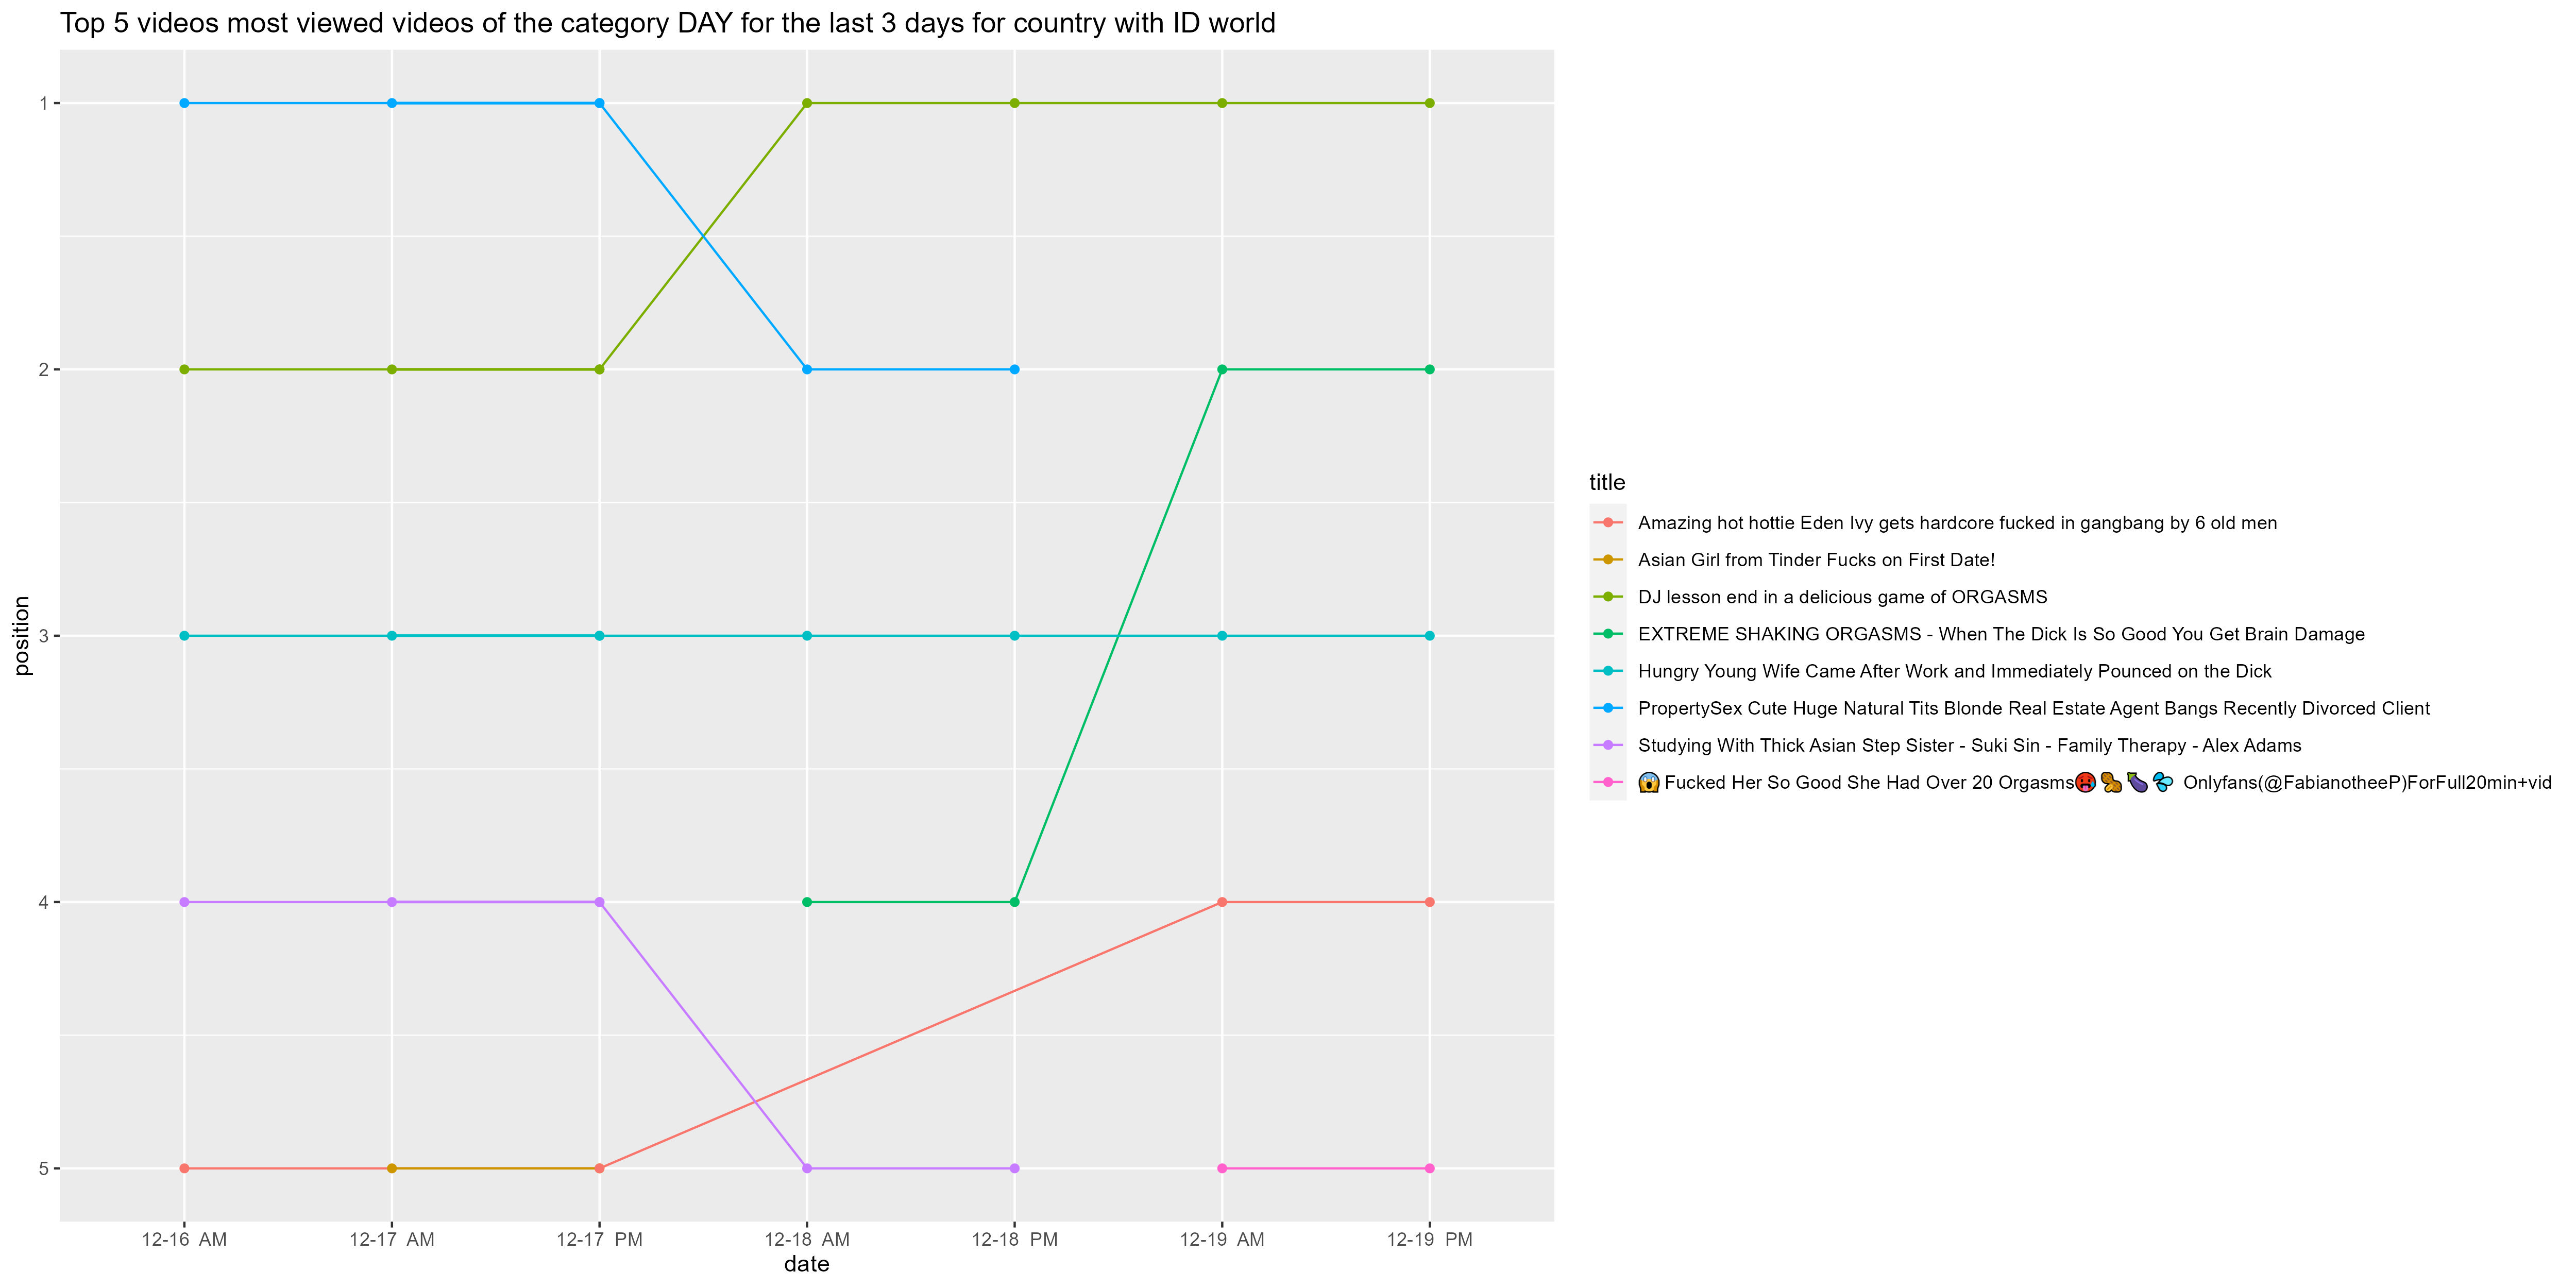 Top 5 videos most viewed videos of the category DAY for the last 3 days for country with ID world
position
1
2
3
4
5
12-16 AM
12-17 AM
12-17 PM
12-18 AM
12-18 PM
12-19 AM
12-19 PM
date
title
Amazing hot hottie Eden Ivy gets hardcore fucked in gangbang by 6 old men
Asian Girl from Tinder Fucks on First Date!
DJ lesson end in a delicious game of ORGASMS
EXTREME SHAKING ORGASMS - When The Dick Is So Good You Get Brain Damage
Hungry Young Wife Came After Work and Immediately Pounced on the Dick
PropertySex Cute Huge Natural Tits Blonde Real Estate Agent Bangs Recently Divorced Client
Studying With Thick Asian Step Sister - Suki Sin - Family Therapy - Alex Adams
😱 Fucked Her So Good She Had Over 20 Orgasms🥵 🥜 🍆 💦 Onlyfans(@FabianotheeP)ForFull20min+vid